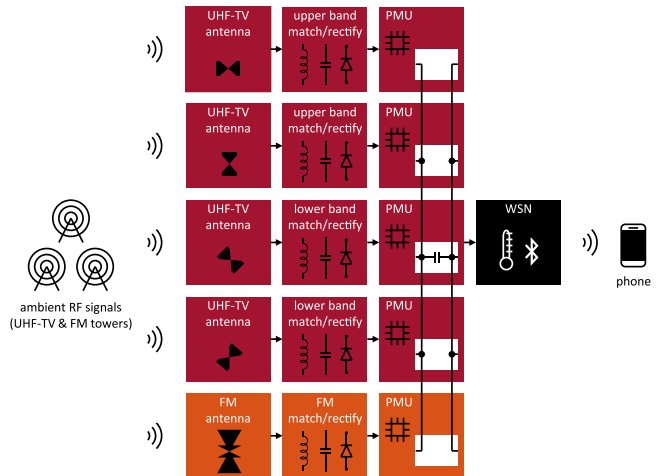 UHF-TV
antenna
upper band
match/rectify
PMU
UHF-TV
antenna
upper band
match/rectify
PMU
UHF-TV
antenna
lower band
match/rectify
PMU
WSN
ambient RF signals
(UHF-TV & FM towers)
phone
UHF-TV
antenna
lower band
match/rectify
PMU
FM
antenna
FM
match/rectify
PMU